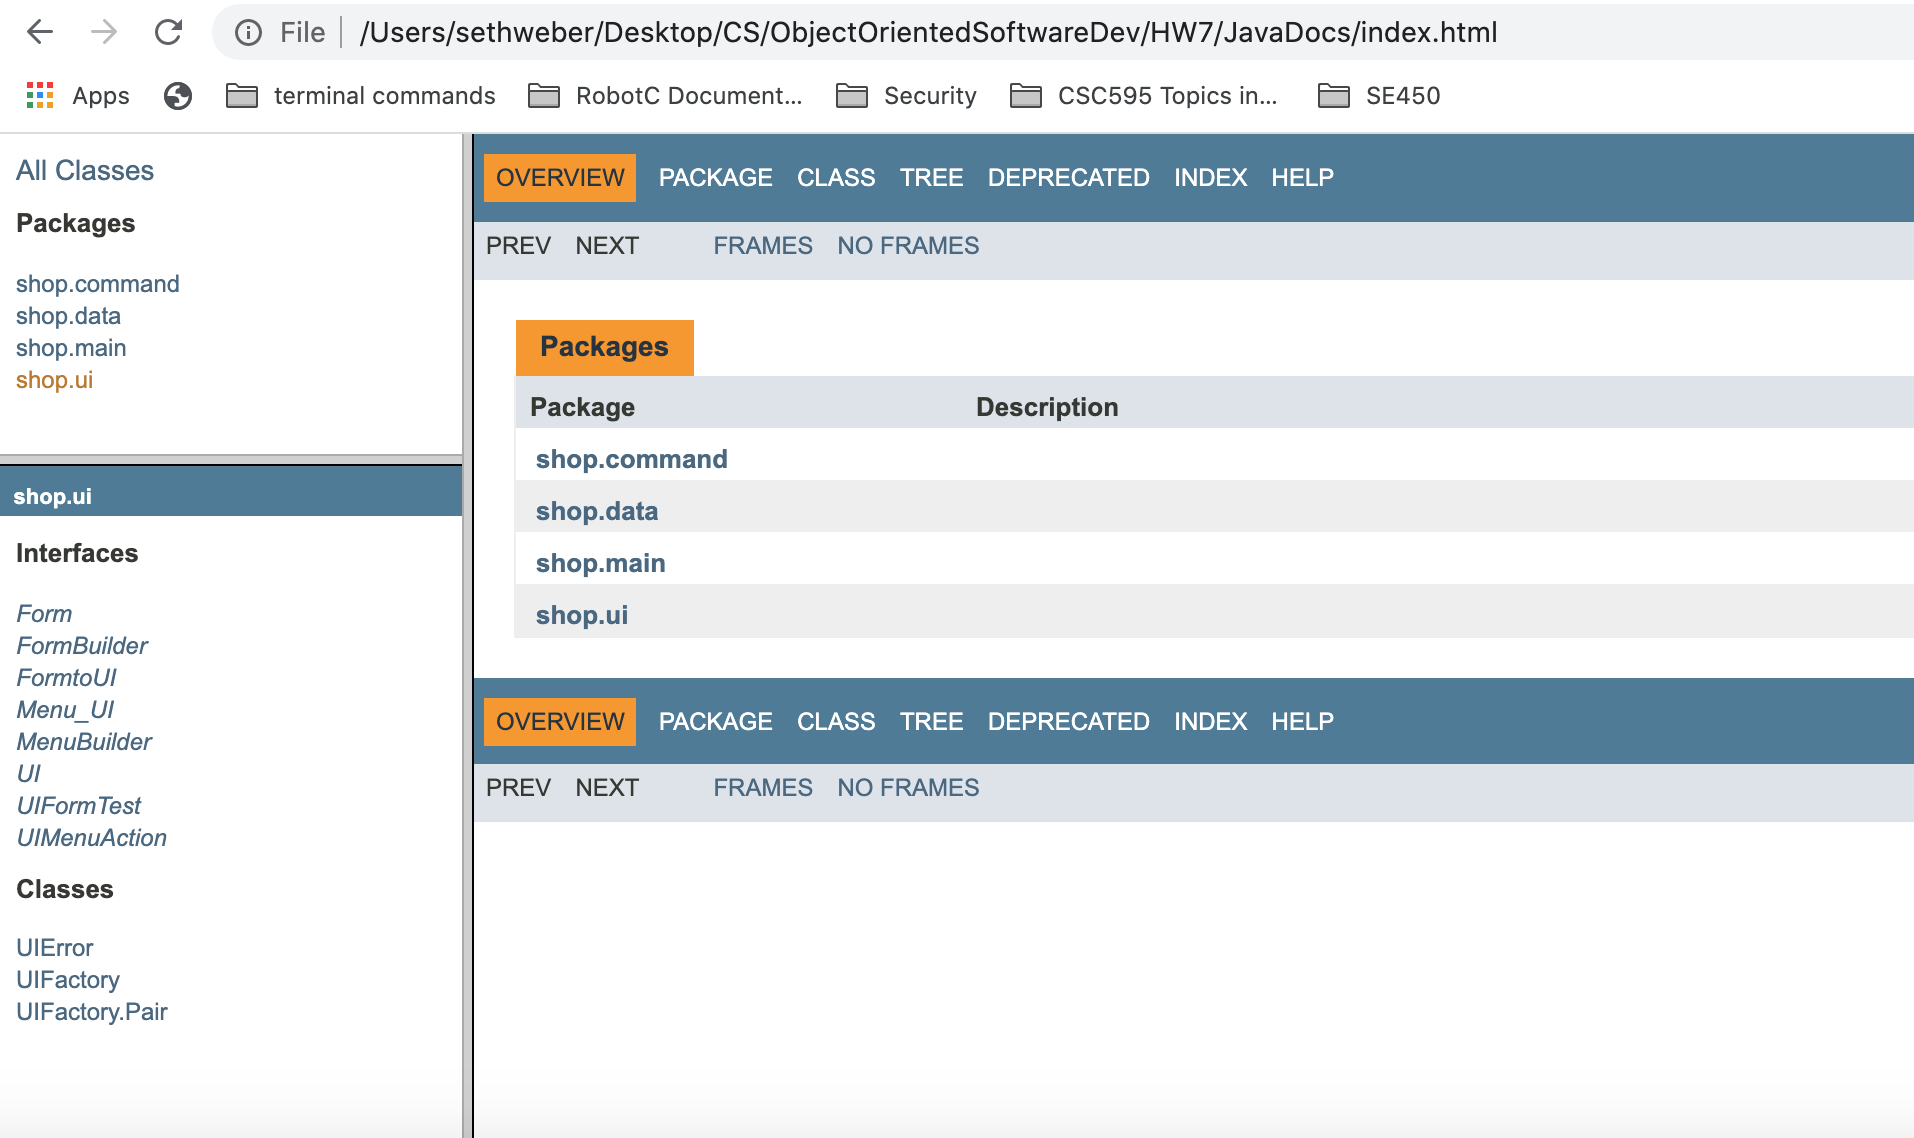 File /Users/sethweber/Desktop/CS/ObjectOrientedSoftwareDev/HW7/JavaDocs/index.html
Apps terminal commands RobotC Document... Security CSC595 Topics in... SE450
All Classes
Packages
shop.command
shop.data
shop.main
shop.ui
shop.ui
Interfaces
Form
FormBuilder
FormtoUI
Menu_UI
MenuBuilder
UI
UIFormTest
UIMenuAction
Classes
UIError
UIFactory
UIFactory.Pair
OVERVIEW PACKAGE CLASS TREE DEPRECATED INDEX HELP
PREV NEXT FRAMES NO FRAMES
Packages
Package Description
shop.command
shop.data
shop.main
shop.ui
OVERVIEW PACKAGE CLASS TREE DEPRECATED INDEX HELP
PREV NEXT FRAMES NO FRAMES